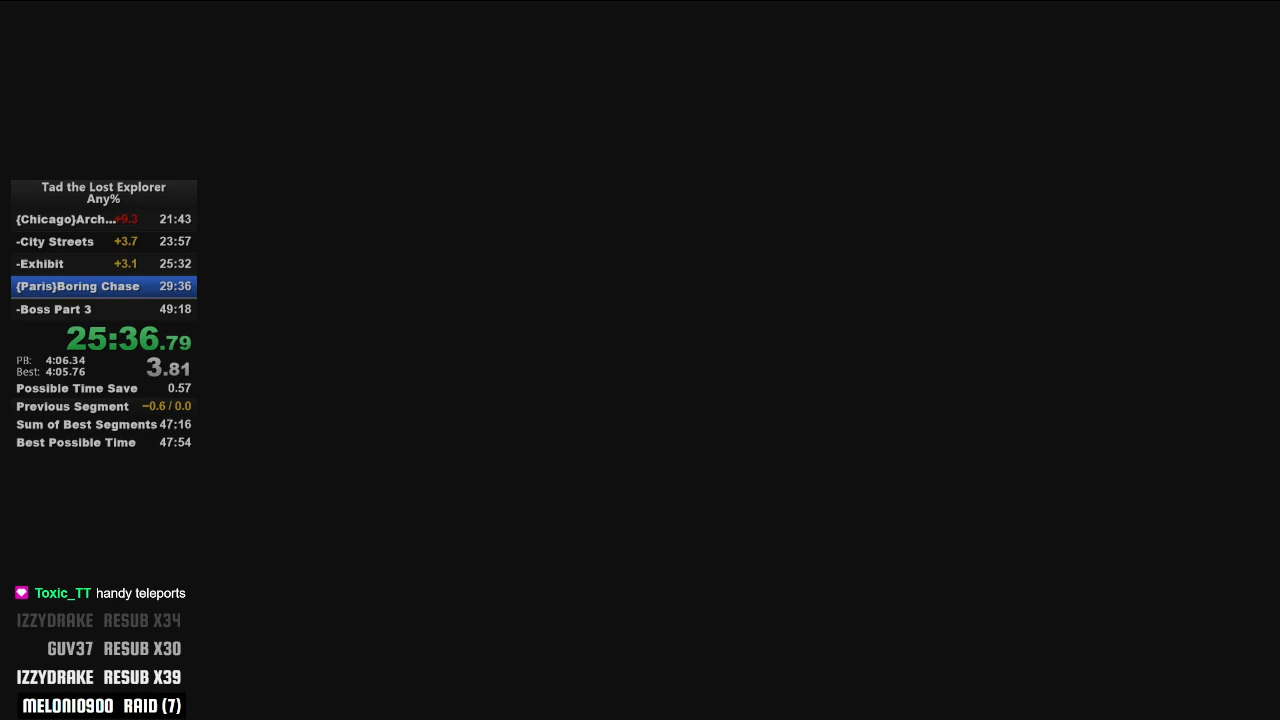 Tad the Lost Explorer
Any%
{Chicago}Arch... +9.3 21:43
-City Streets +3.7 23:57
-Exhibit +3.1 25:32
{Paris}Boring Chase 29:36
-Boss Part 3 49:18
25:36.79
PB: 4:06.34
Best: 4:05.76
3.81
Possible Time Save 0.57
Previous Segment −0.6 / 0.0
Sum of Best Segments 47:16
Best Possible Time 47:54
Toxic_TT handy teleports
IZZYDRAKE RESUB X34
GUV37 RESUB X30
IZZYDRAKE RESUB X39
MELONI0900 RAID (7)